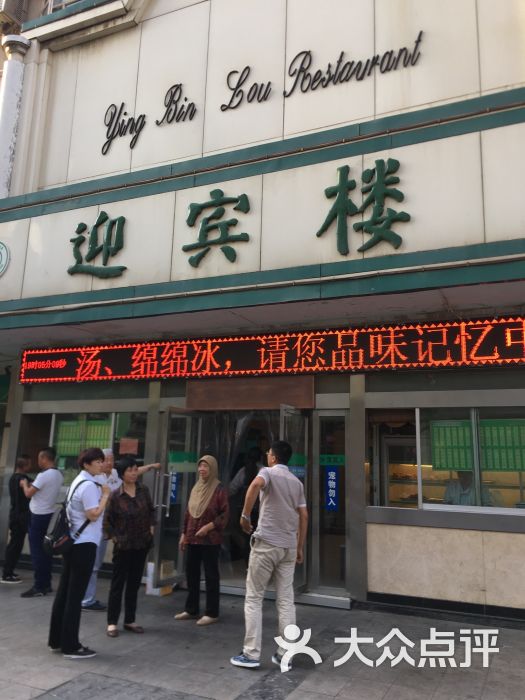 Ying Bin Lou Restaurant
迎宾楼
汤、绵绵冰，请您品味记忆中
宠物勿入
大众点评